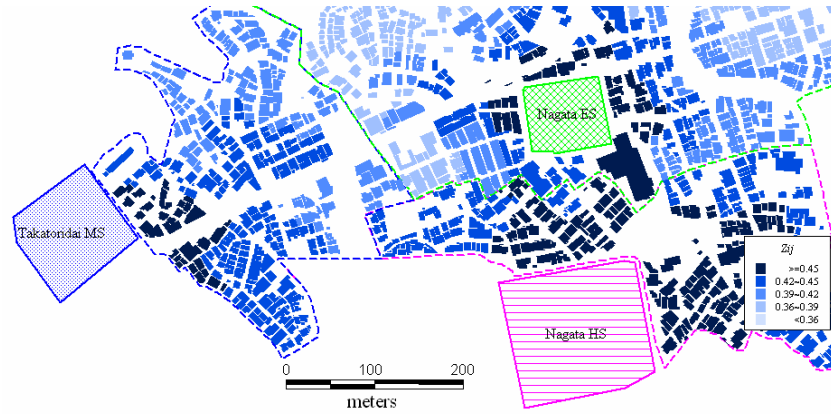 Nagata ES
Takatoridai MS
Zij
>=0.45
0.42~0.45
0.39~0.42
0.36~0.39
<0.36
Nagata HS
0 100 200
meters